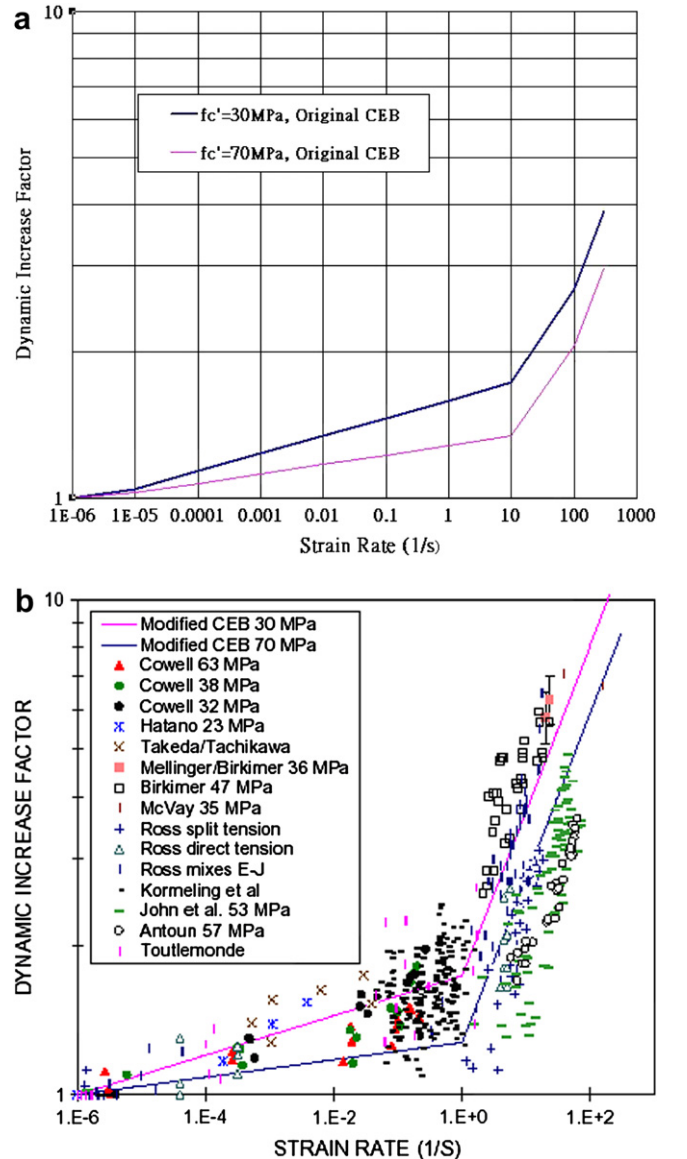 a
10
fc'=30MPa, Original CEB
fc'=70MPa, Original CEB
Dynamic Increase Factor
1
1E-06 1E-05 0.0001 0.001 0.01 0.1 1 10 100 1000
Strain Rate (1/s)
b
10
Modified CEB 30 MPa
Modified CEB 70 MPa
Cowell 63 MPa
Cowell 38 MPa
Cowell 32 MPa
Hatano 23 MPa
Takeda/Tachikawa
Mellinger/Birkimer 36 MPa
Birkimer 47 MPa
McVay 35 MPa
Ross split tension
Ross direct tension
Ross mixes E-J
Kormeling et al
John et al. 53 MPa
Antoun 57 MPa
Toutlemonde
DYNAMIC INCREASE FACTOR
1
1.E-6 1.E-4 1.E-2 1.E+0 1.E+2
STRAIN RATE (1/S)